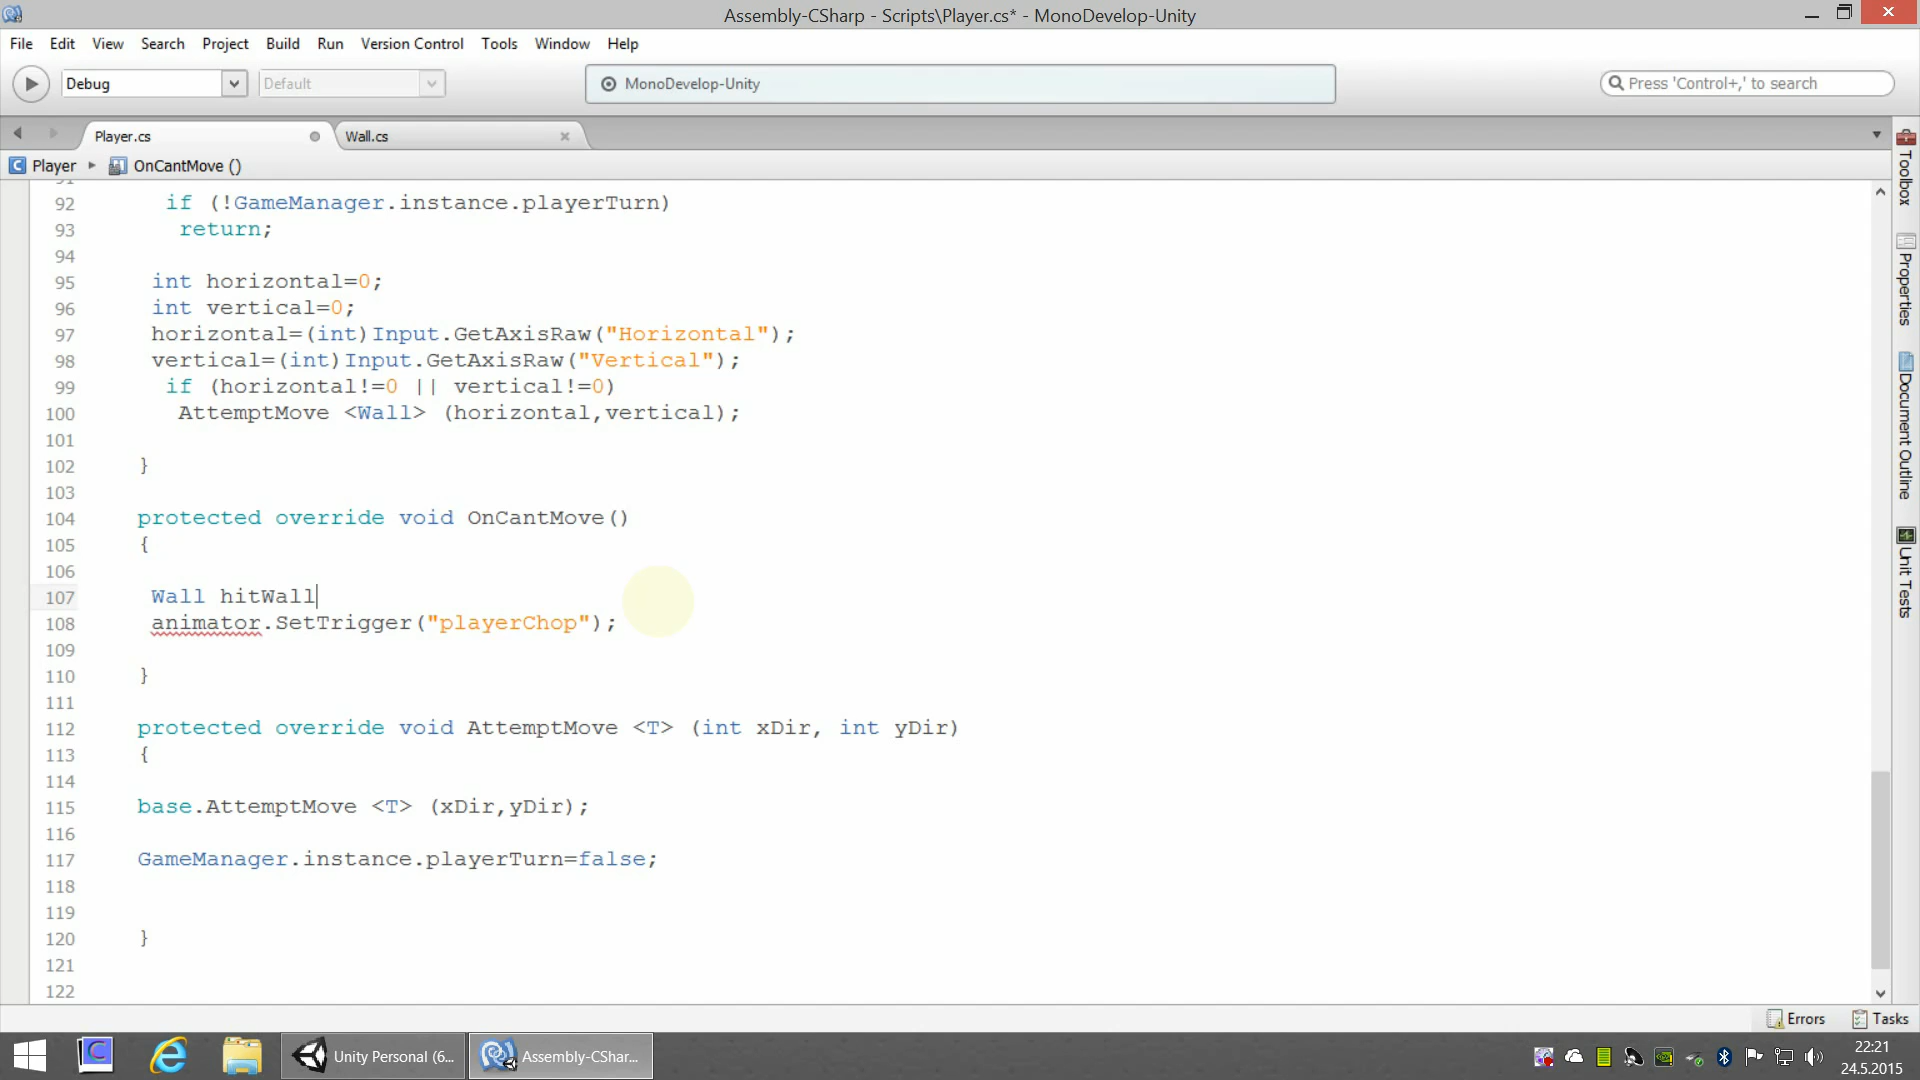 Assembly-CSharp - Scripts\Player.cs* - MonoDevelop-Unity
File Edit View Search Project Build Run Version Control Tools Window Help
Debug Default MonoDevelop-Unity Press 'Control+,' to search
Player.cs Wall.cs
Player OnCantMove ()
91
92 if (!GameManager.instance.playerTurn)
93 return;
94
95 int horizontal=0;
96 int vertical=0;
97 horizontal=(int)Input.GetAxisRaw("Horizontal");
98 vertical=(int)Input.GetAxisRaw("Vertical");
99 if (horizontal!=0 || vertical!=0)
100 AttemptMove <Wall> (horizontal,vertical);
101
102 }
103
104 protected override void OnCantMove()
105 {
106
107 Wall hitWall
108 animator.SetTrigger("playerChop");
109
110 }
111
112 protected override void AttemptMove <T> (int xDir, int yDir)
113 {
114
115 base.AttemptMove <T> (xDir,yDir);
116
117 GameManager.instance.playerTurn=false;
118
119
120 }
121
122
Toolbox
Properties
Document Outline
Unit Tests
Errors Tasks
Unity Personal (6... Assembly-CShar...
22:21
24.5.2015